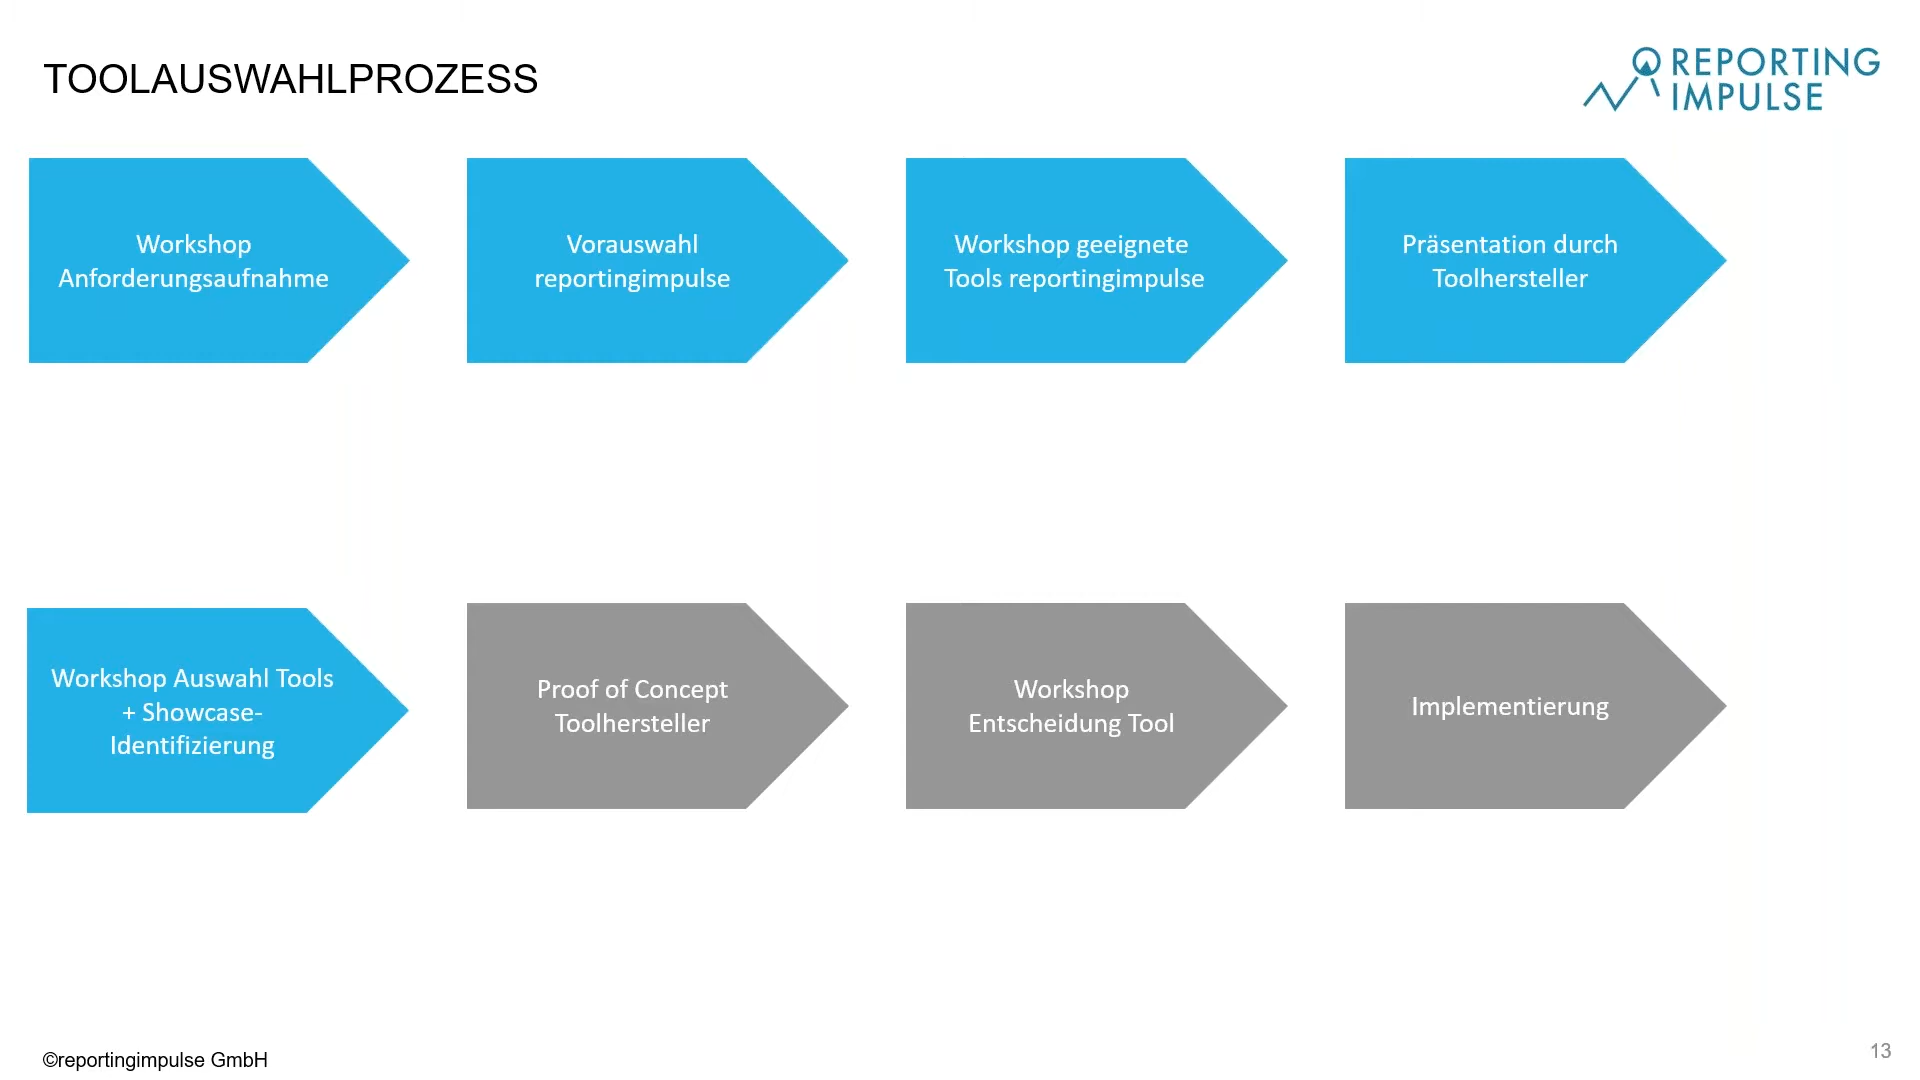 TOOLAUSWAHLPROZESS
REPORTING
IMPULSE
Workshop
Anforderungsaufnahme
Vorauswahl
reportingimpulse
Workshop geeignete
Tools reportingimpulse
Präsentation durch
Toolhersteller
Workshop Auswahl Tools
+ Showcase-
Identifizierung
Proof of Concept
Toolhersteller
Workshop
Entscheidung Tool
Implementierung
©reportingimpulse GmbH
13